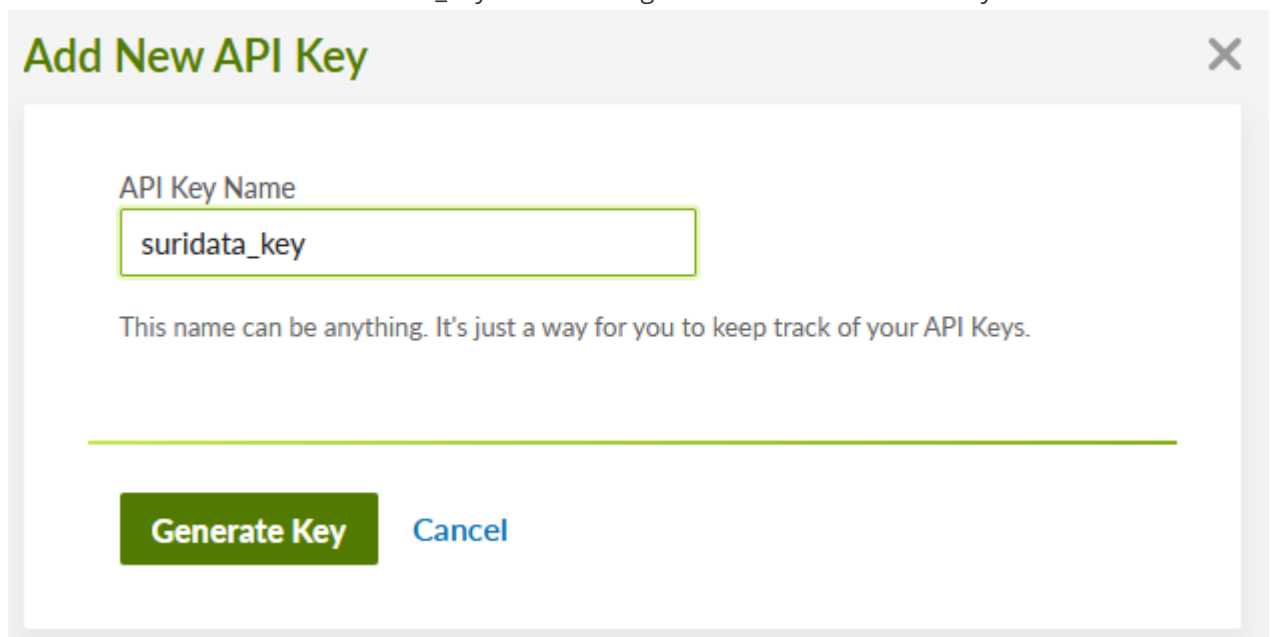 Add New API Key
API Key Name
suridata_key
This name can be anything. It's just a way for you to keep track of your API Keys.
Generate Key Cancel